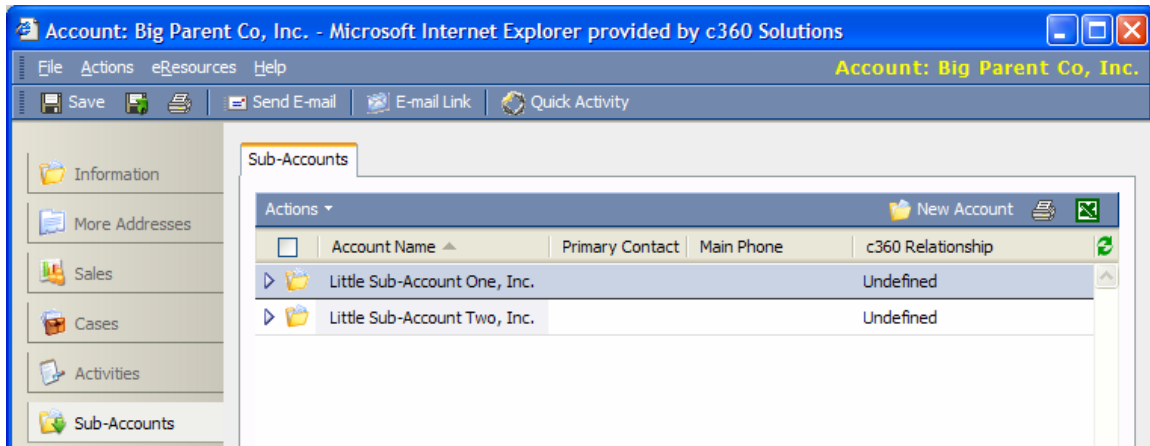 Account: Big Parent Co, Inc. - Microsoft Internet Explorer provided by c360 Solutions
File Actions eResources Help Account: Big Parent Co, Inc.
Save Send E-mail E-mail Link Quick Activity
Sub-Accounts
Information
Actions New Account
More Addresses
Account Name Primary Contact Main Phone c360 Relationship
Sales
Little Sub-Account One, Inc. Undefined
Cases
Little Sub-Account Two, Inc. Undefined
Activities
Sub-Accounts